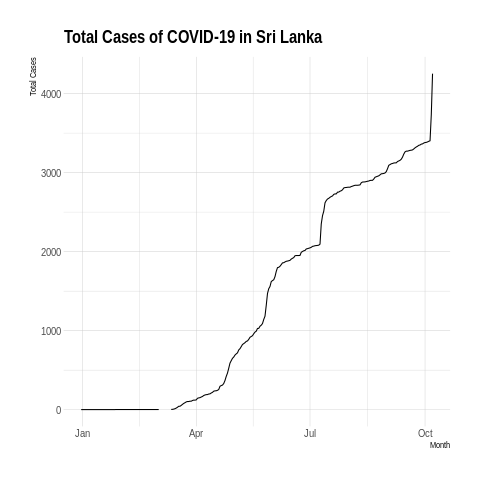 Total Cases of COVID-19 in Sri Lanka
Total Cases
4000
3000
2000
1000
0
Jan Apr Jul Oct
Month